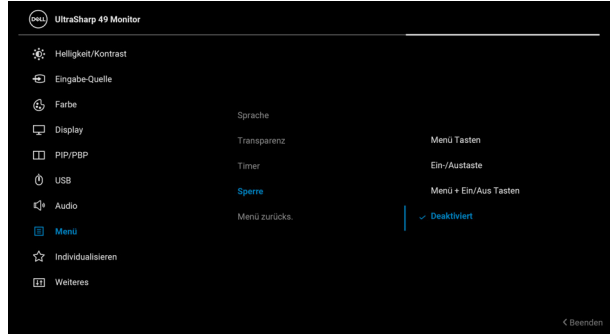 DELL
UltraSharp 49 Monitor
Helligkeit/Kontrast
Eingabe-Quelle
Farbe
Display
PIP/PBP
USB
Audio
Menü
Individualisieren
Weiteres
Sprache
Transparenz
Timer
Sperre
Menü zurücks.
Menü Tasten
Ein-/Austaste
Menü + Ein/Aus Tasten
Deaktiviert
Beenden